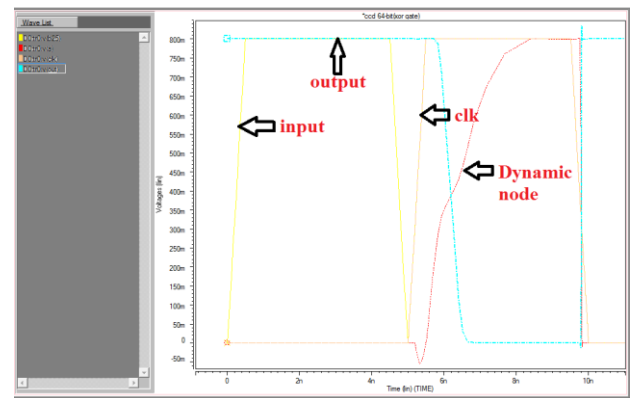 *ccd 64-bit(xor gate)
Wave List
800m
750m
700m
650m
600m
550m
500m
450m
400m
350m
300m
250m
200m
150m
100m
50m
0
-50m
Voltages (lin)
output
input
clk
Dynamic
node
0
2n
4n
6n
8n
10n
Time (lin) (TIME)